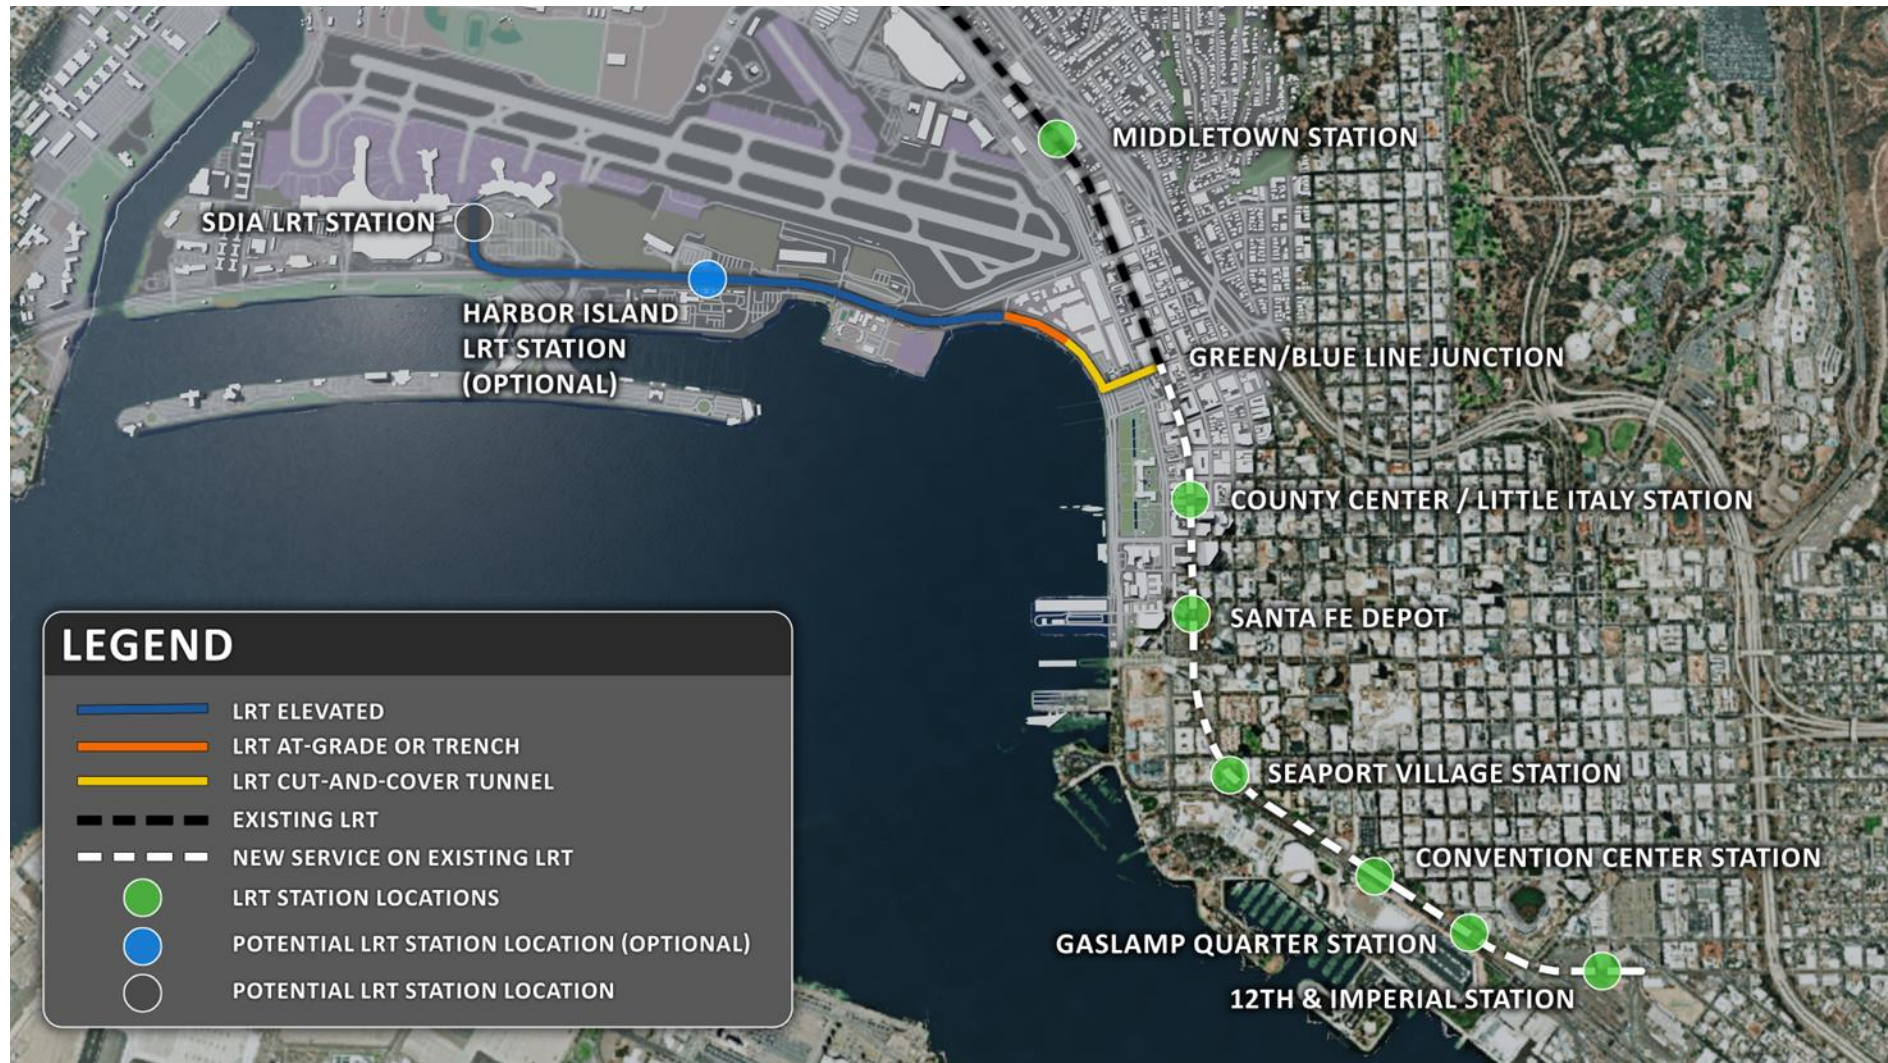 MIDDLETOWN STATION
SDIA LRT STATION
HARBOR ISLAND
LRT STATION
(OPTIONAL)
GREEN/BLUE LINE JUNCTION
COUNTY CENTER / LITTLE ITALY STATION
SANTA FE DEPOT
SEAPORT VILLAGE STATION
CONVENTION CENTER STATION
GASLAMP QUARTER STATION
12TH & IMPERIAL STATION
LEGEND
LRT ELEVATED
LRT AT-GRADE OR TRENCH
LRT CUT-AND-COVER TUNNEL
EXISTING LRT
NEW SERVICE ON EXISTING LRT
LRT STATION LOCATIONS
POTENTIAL LRT STATION LOCATION (OPTIONAL)
POTENTIAL LRT STATION LOCATION